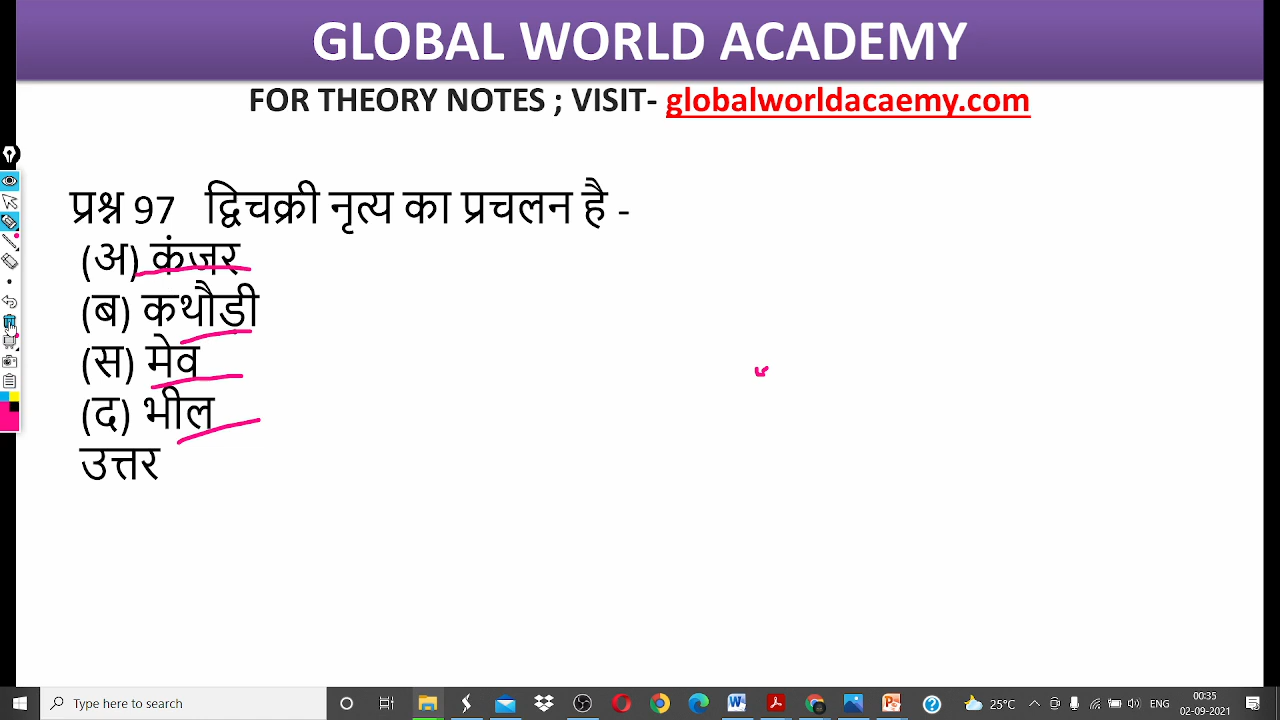 GLOBAL WORLD ACADEMY
FOR THEORY NOTES ; VISIT- globalworldacaemy.com
प्रश्न 97 द्विचक्री नृत्य का प्रचलन है -
(अ) कंजर
(ब) कथौडी
(स) मेव
(द) भील
उत्तर
Type here to search
25°C
ENG
00:35
02-09-2021